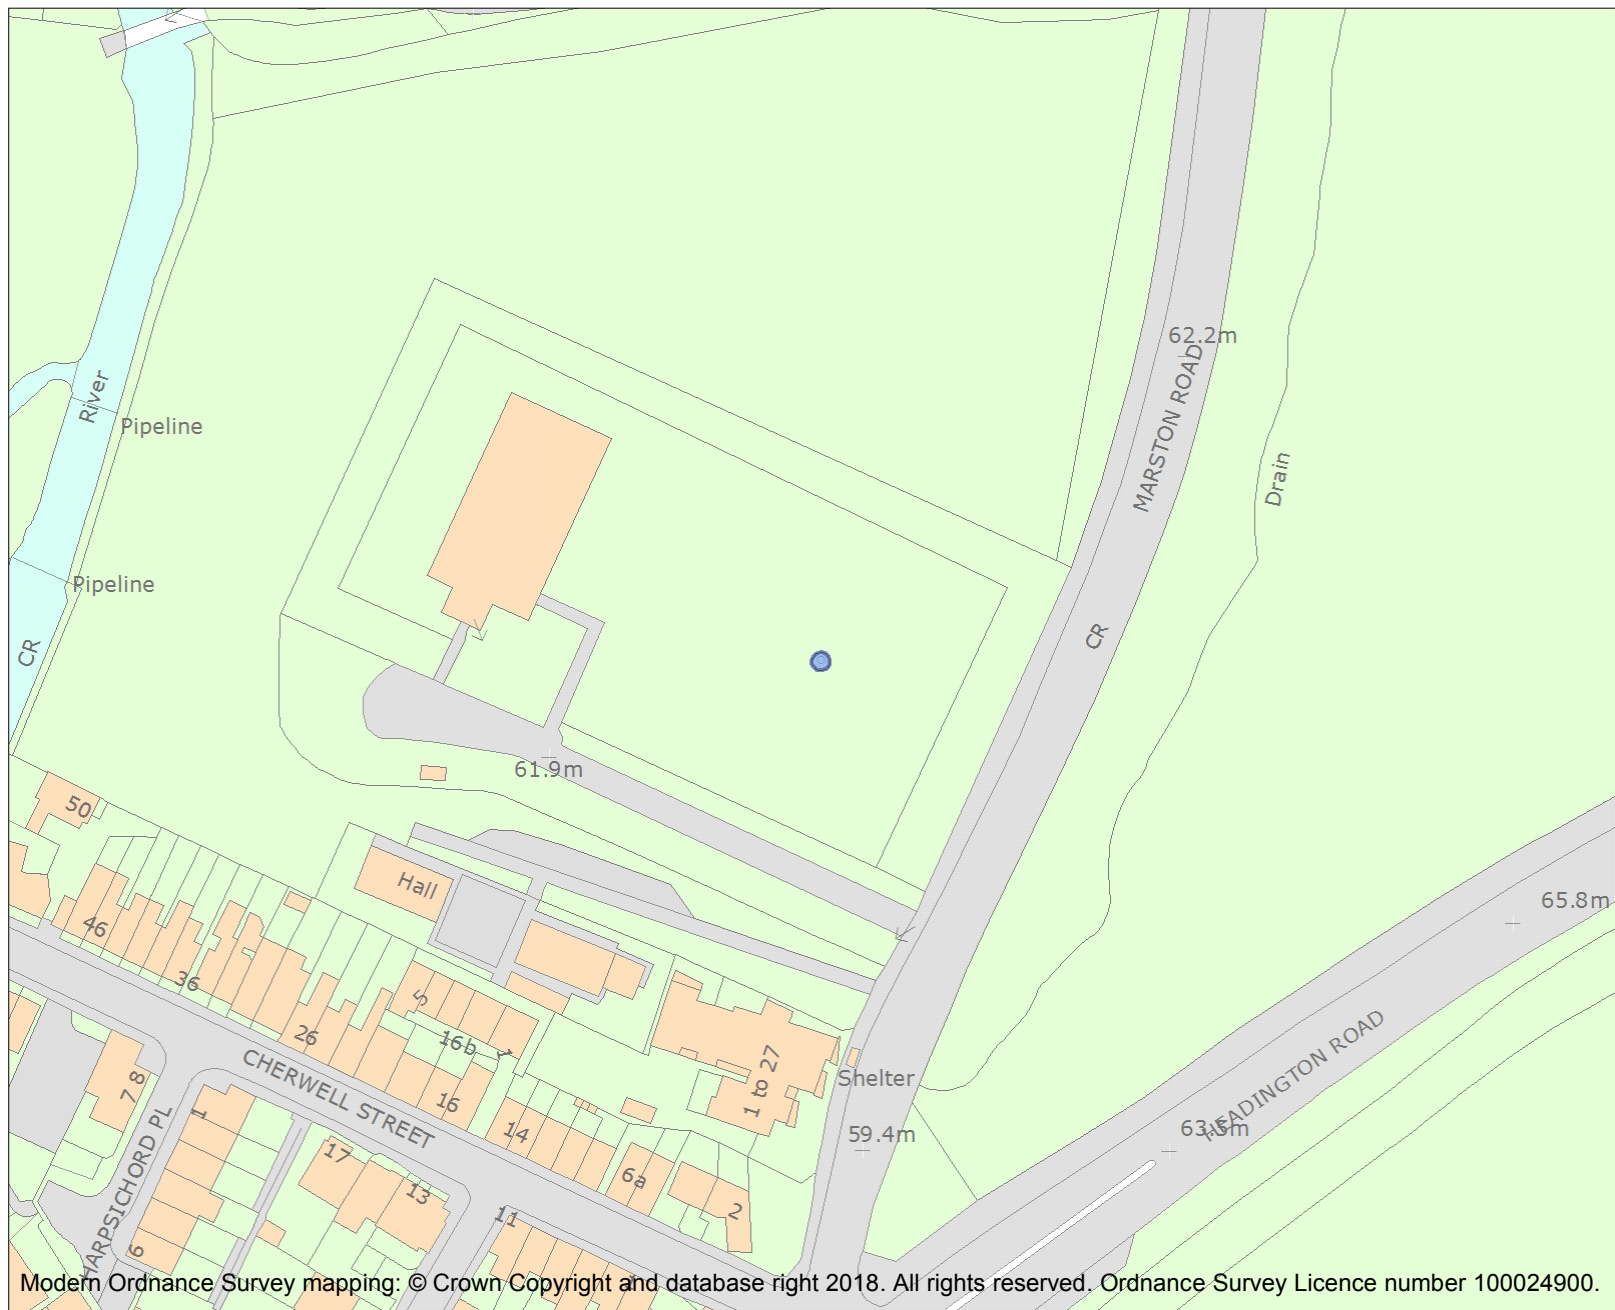 62.2m
MARSTON ROAD
River
Pipeline
Drain
Pipeline
CR
CR
61.9m
50
Hall
65.8m
46
36
5
26
16b
1
CHERWELL STREET
1 to 27
Shelter
HEADINGTON ROAD
7 8
16
1
14
59.4m
63.5m
HARPSICHORD PL
17
13
6a
2
11
6
Modern Ordnance Survey mapping: © Crown Copyright and database right 2018. All rights reserved. Ordnance Survey Licence number 100024900.